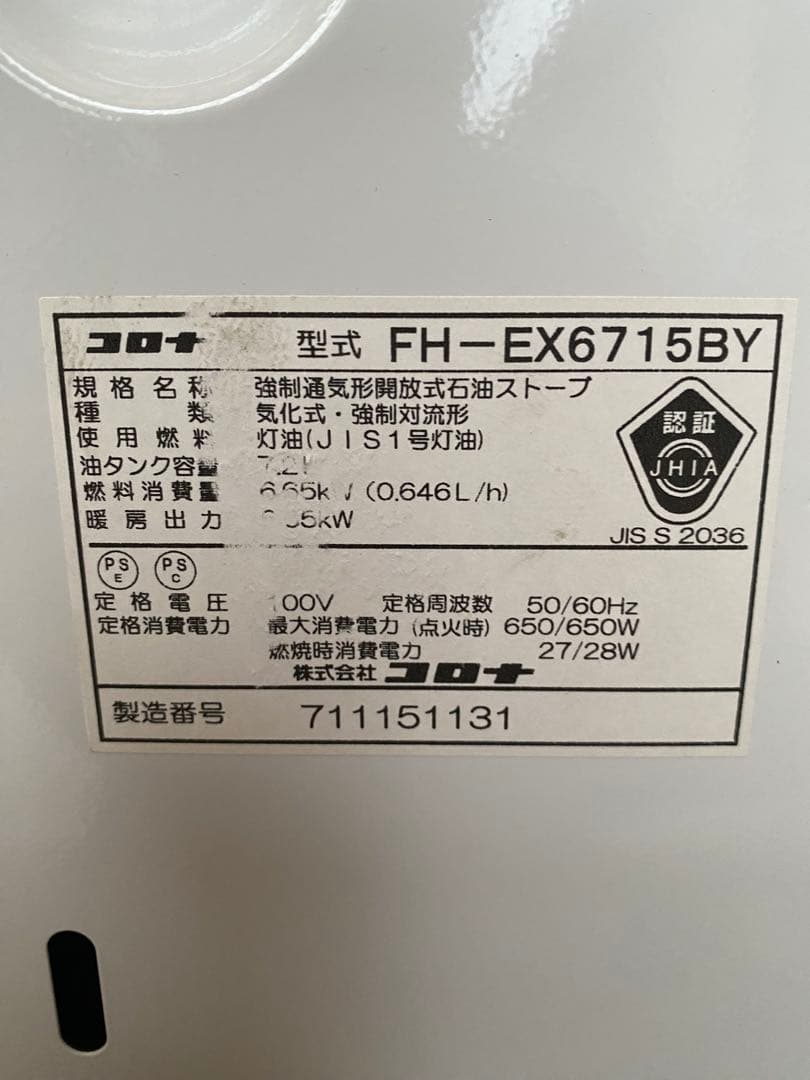 コロナ 型式 FH-EX6715BY
規格名称 強制通気形開放式石油ストーブ
種類 気化式・強制対流形
使用燃料 灯油(JIS1号灯油)
油タンク容量
燃料消費量 6.65kW (0.646L/h)
暖房出力
認証
JHIA
JIS S 2036
PS E PS C
定格電圧 100V 定格周波数 50/60Hz
定格消費電力 最大消費電力 (点火時) 650/650W
燃焼時消費電力 27/28W
株式会社 コロナ
製造番号 711151131